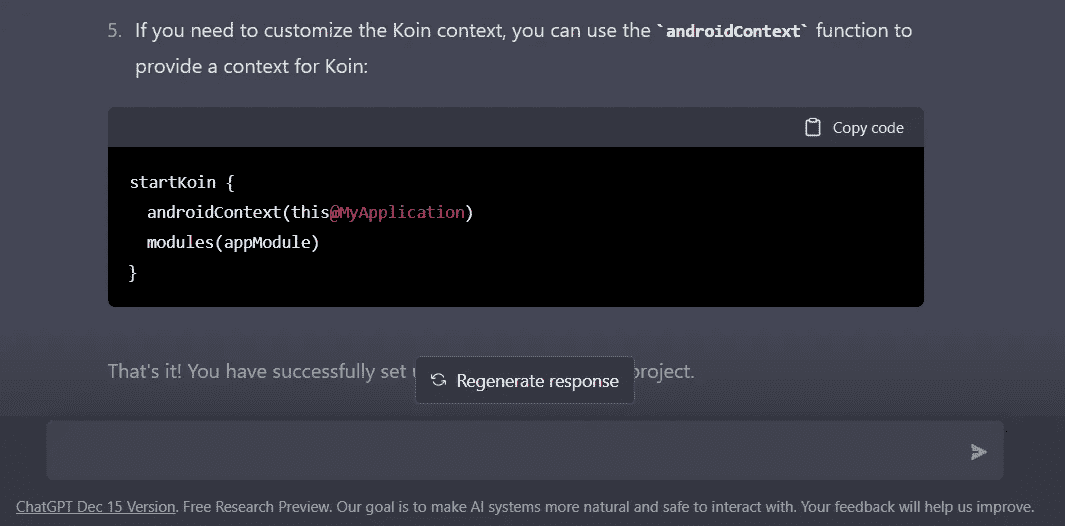 5. If you need to customize the Koin context, you can use the `androidContext` function to
provide a context for Koin:
Copy code
startKoin {
  androidContext(this@MyApplication)
  modules(appModule)
}
That's it! You have successfully set project.
Regenerate response
ChatGPT Dec 15 Version. Free Research Preview. Our goal is to make AI systems more natural and safe to interact with. Your feedback will help us improve.